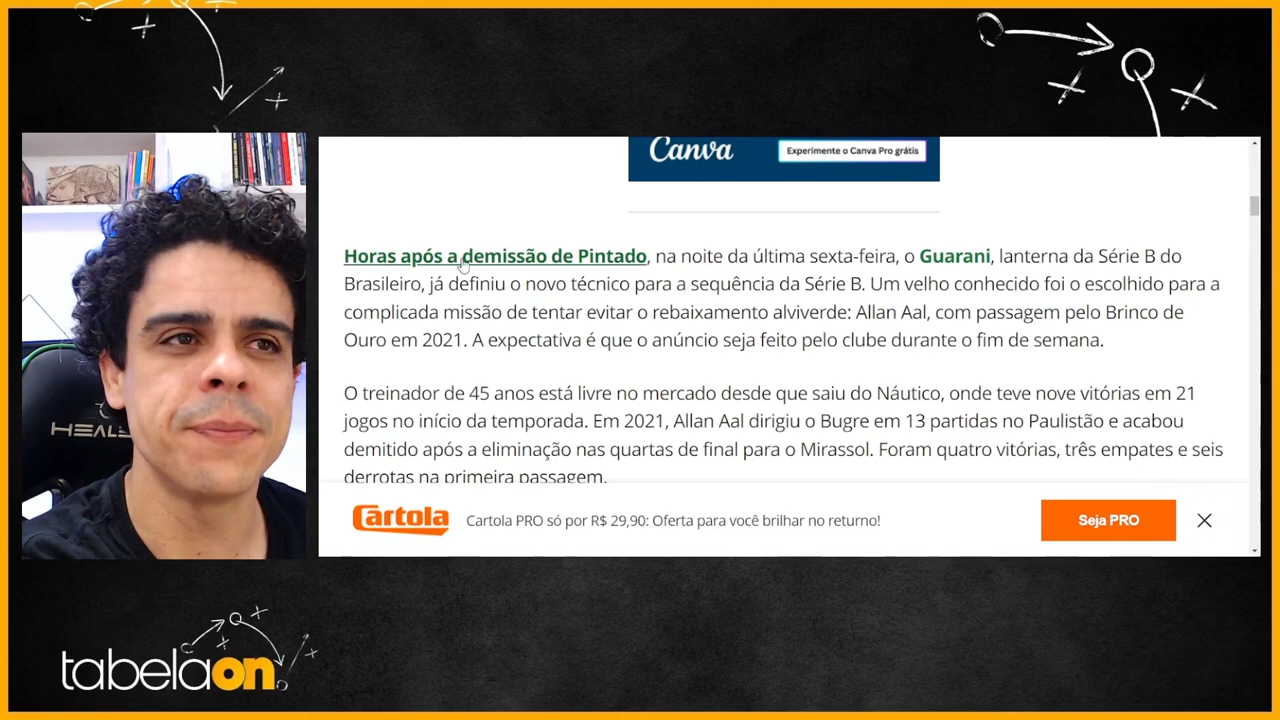 Canva
Experimente o Canva Pro grátis
Horas após a demissão de Pintado, na noite da última sexta-feira, o Guarani, lanterna da Série B do
Brasileiro, já definiu o novo técnico para a sequência da Série B. Um velho conhecido foi o escolhido para a
complicada missão de tentar evitar o rebaixamento alviverde: Allan Aal, com passagem pelo Brinco de
Ouro em 2021. A expectativa é que o anúncio seja feito pelo clube durante o fim de semana.
O treinador de 45 anos está livre no mercado desde que saiu do Náutico, onde teve nove vitórias em 21
jogos no início da temporada. Em 2021, Allan Aal dirigiu o Bugre em 13 partidas no Paulistão e acabou
demitido após a eliminação nas quartas de final para o Mirassol. Foram quatro vitórias, três empates e seis
derrotas na primeira passagem.
HEAL
Cartola
Cartola PRO só por R$ 29,90: Oferta para você brilhar no returno!
Seja PRO
tabelaon